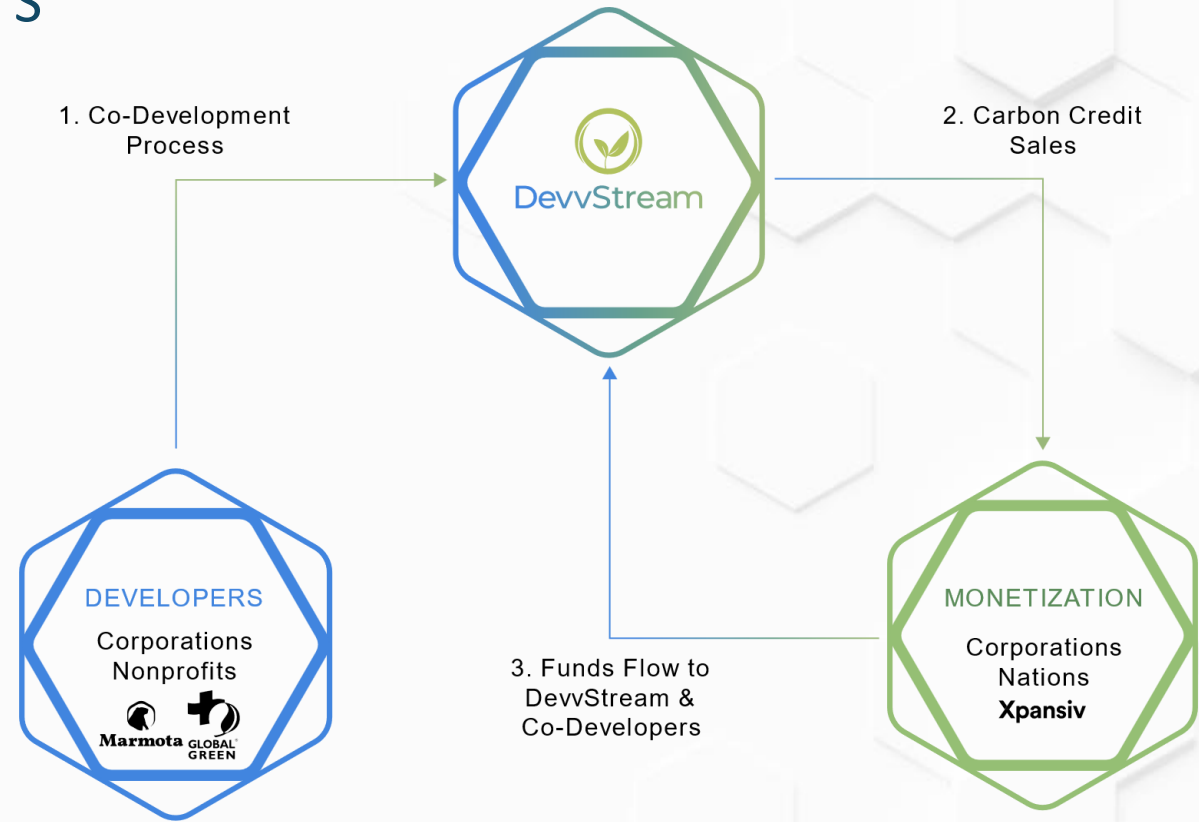 S
1. Co-Development
Process
DevvStream
2. Carbon Credit
Sales
DEVELOPERS
Corporations
Nonprofits
Marmota
GLOBAL
GREEN
3. Funds Flow to
DevvStream &
Co-Developers
MONETIZATION
Corporations
Nations
Xpansiv